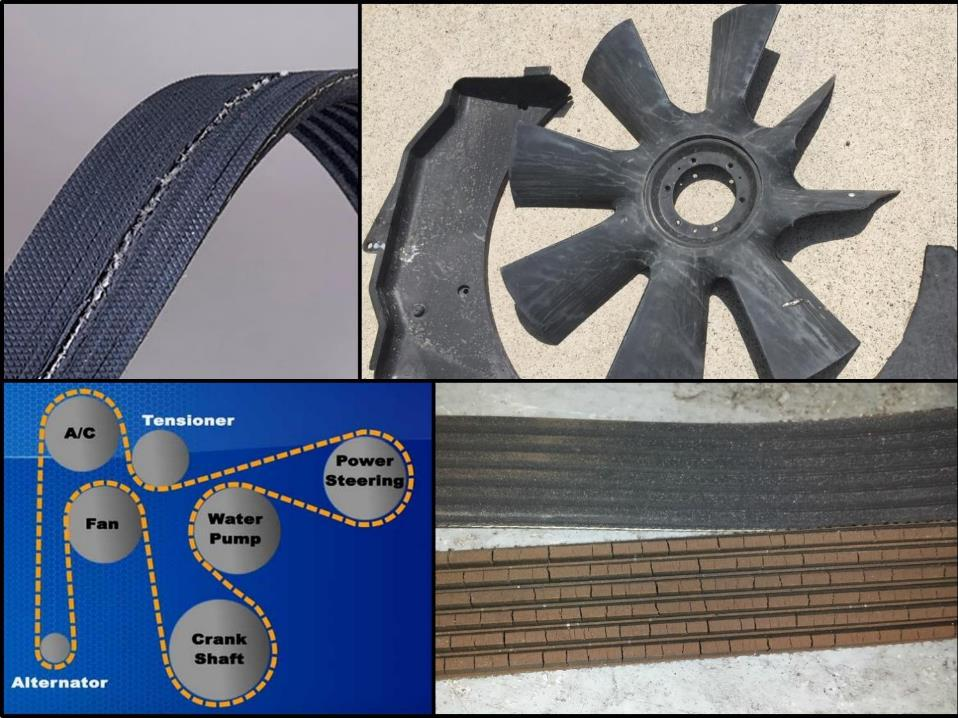 A/C
Tensioner
Power
Steering
Fan
Water
Pump
Crank
Shaft
Alternator